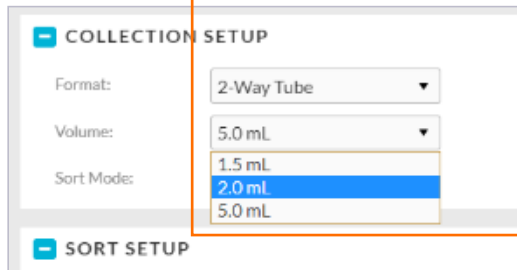 COLLECTION SETUP
Format: 2-Way Tube
Volume: 5.0 mL
1.5 mL
Sort Mode: 2.0 mL
5.0 mL
SORT SETUP